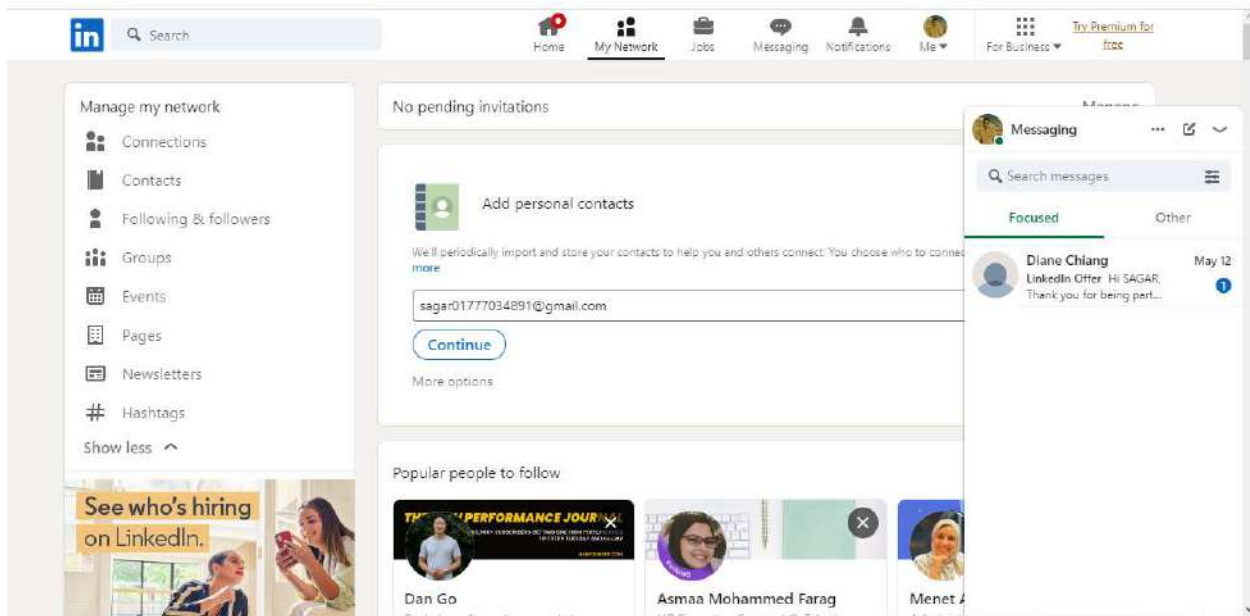 in
Search
Home
My Network
Jobs
Messaging
Notifications
Me
For Business
Try Premium for
free
Manage my network
Connections
Contacts
Following & followers
Groups
Events
Pages
Newsletters
Hashtags
Show less
See who's hiring
on LinkedIn.
No pending invitations
Manage
Add personal contacts
We'll periodically import and store your contacts to help you and others connect. You choose who to connec
more
sagar01777034891@gmail.com
Continue
More options
Popular people to follow
PERFORMANCE JOURNAL
Dan Go
Asmaa Mohammed Farag
Menet
Messaging
Search messages
Focused
Other
Diane Chiang
May 12
LinkedIn Offer Hi SAGAR,
Thank you for being part...
1